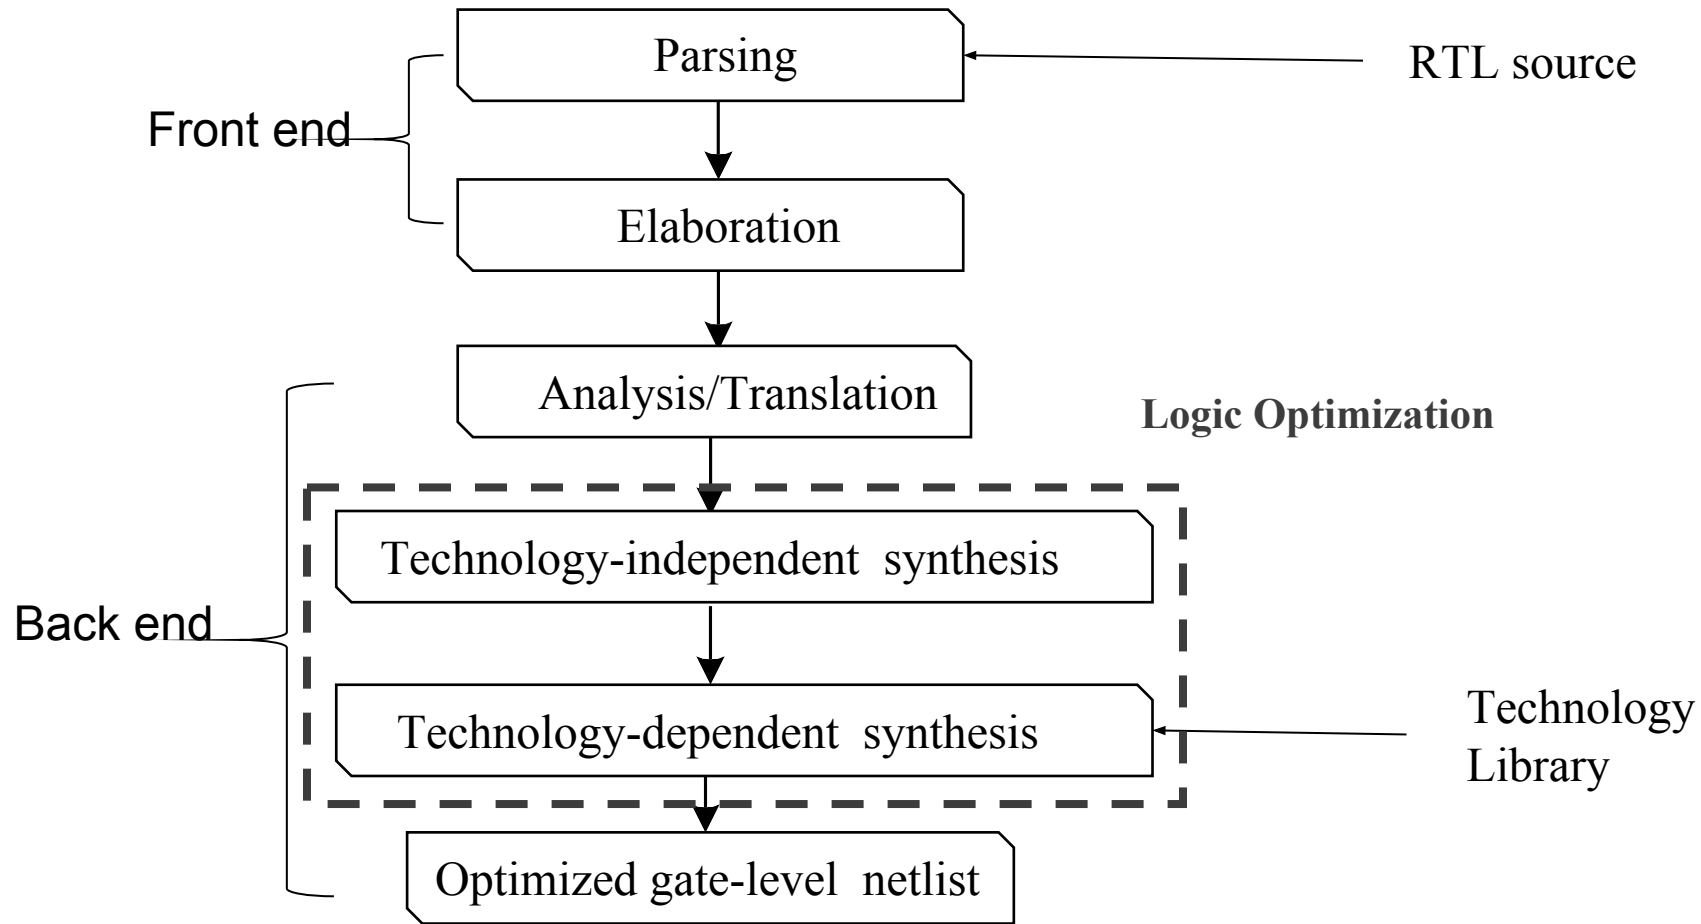 Parsing
RTL source
Front end
Elaboration
Analysis/Translation
Logic Optimization
Technology-independent synthesis
Back end
Technology-dependent synthesis
Technology
Library
Optimized gate-level netlist